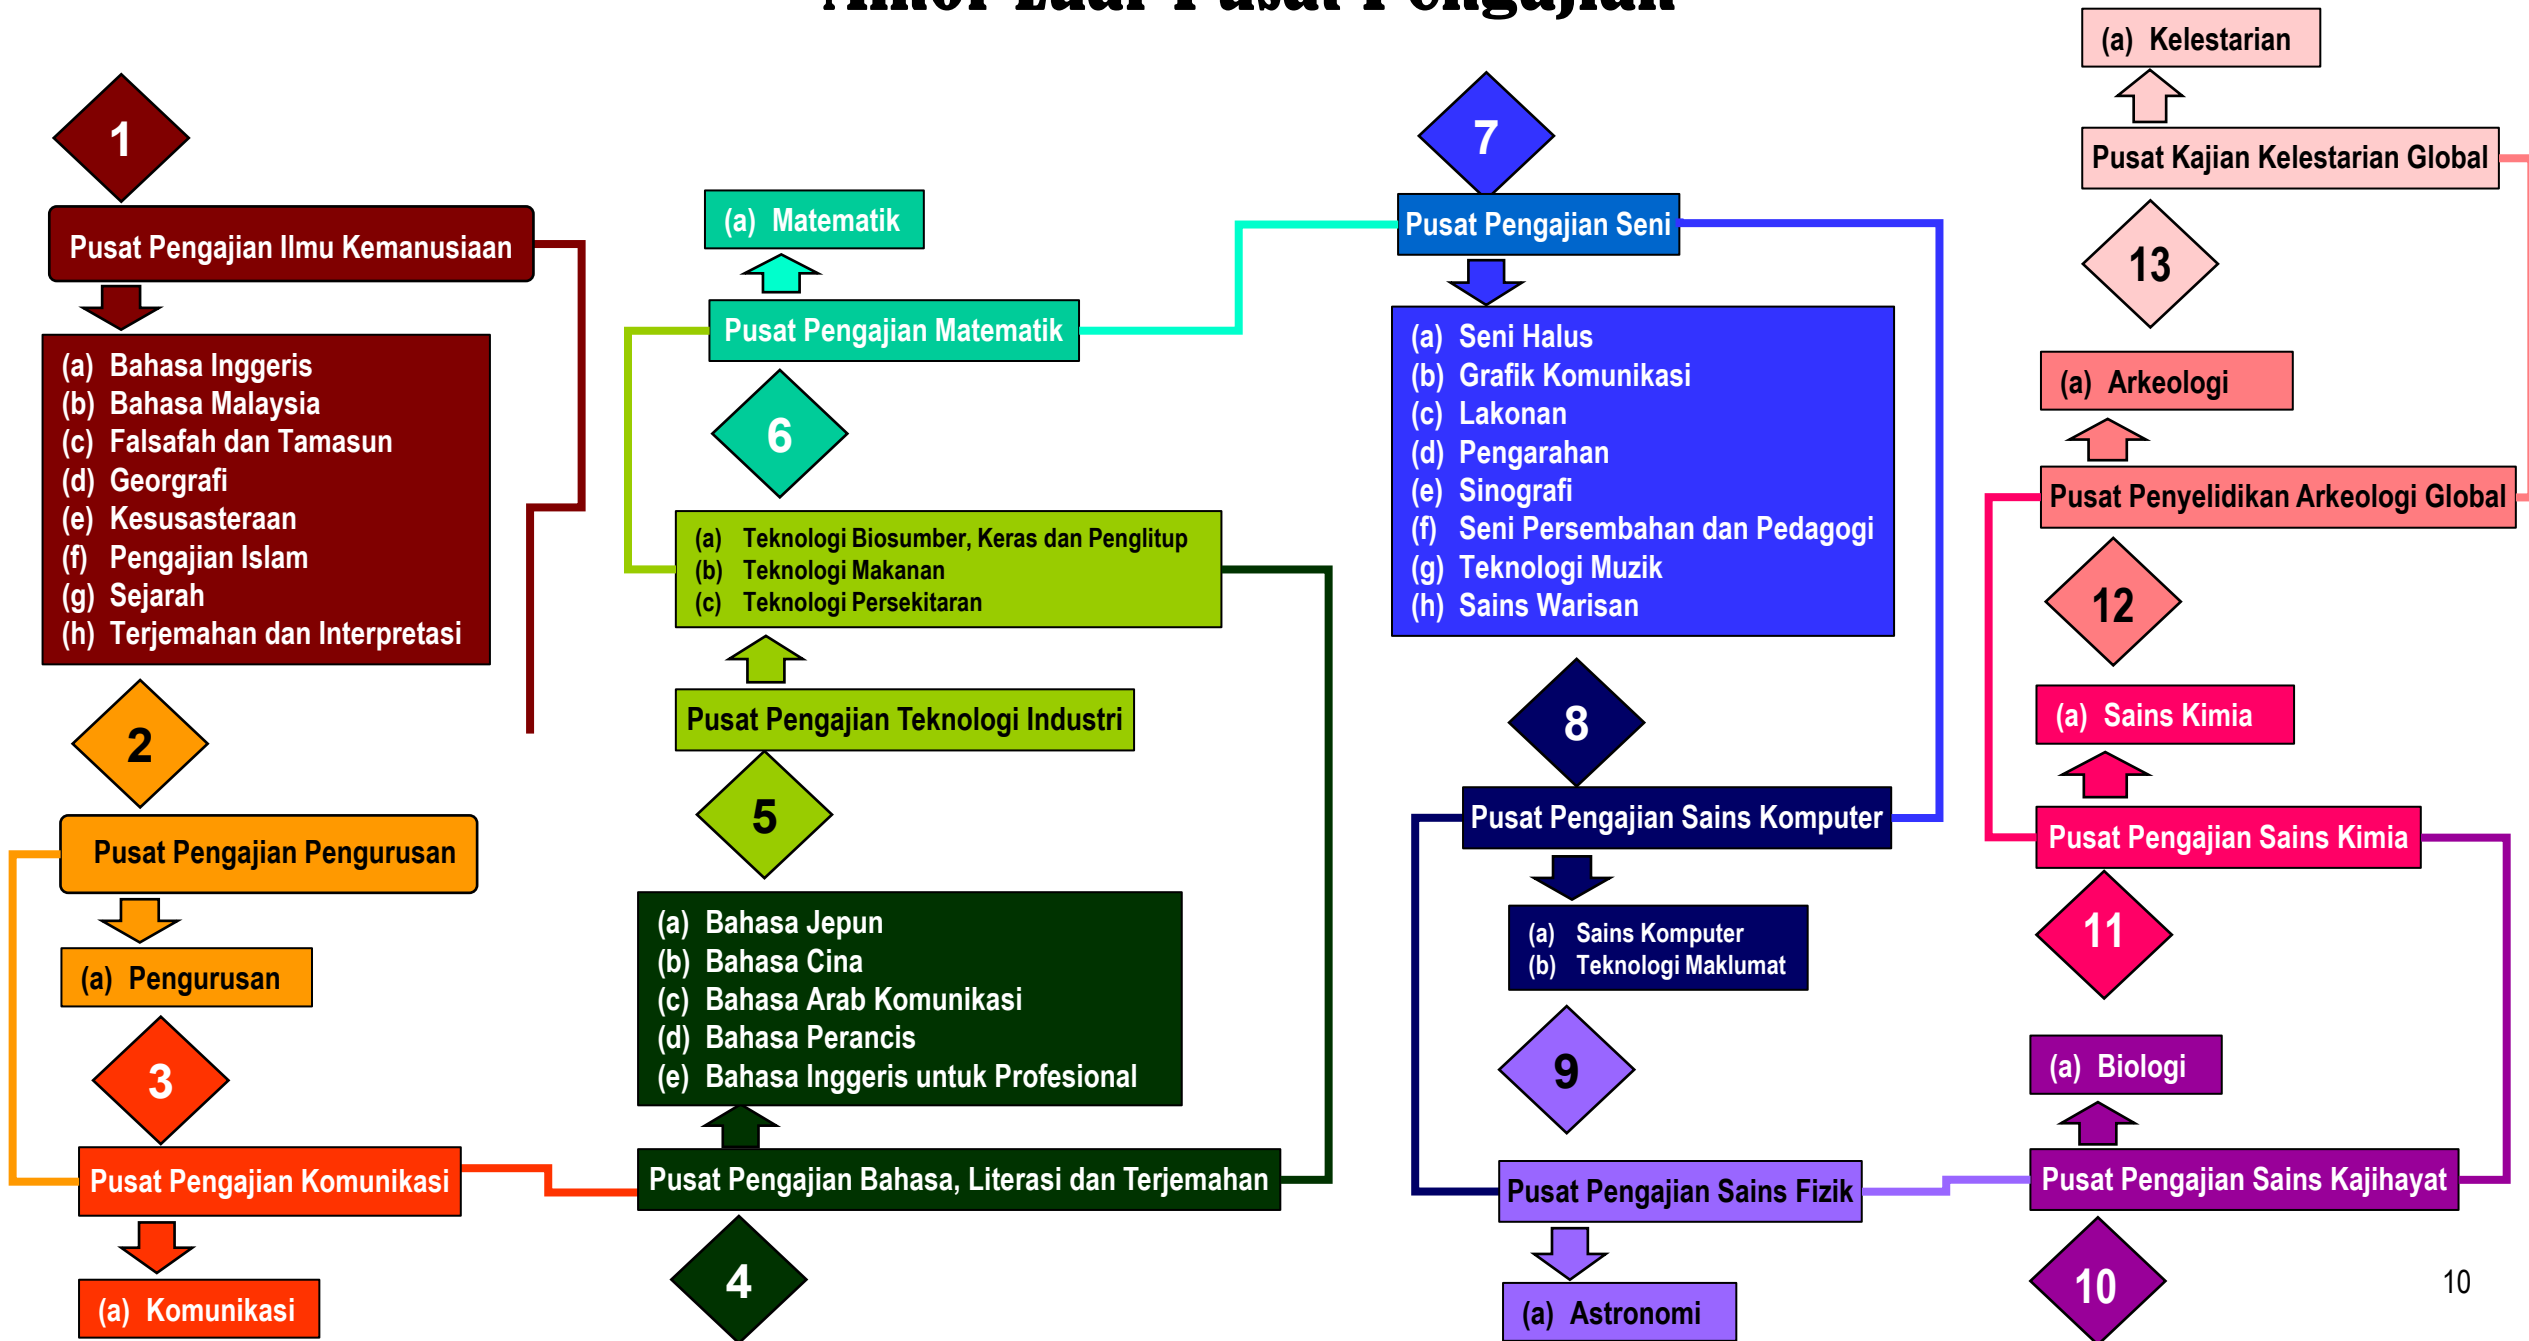 Minor Luar Pusat Pengajian
1
Pusat Pengajian Ilmu Kemanusiaan
(a) Bahasa Inggeris
(b) Bahasa Malaysia
(c) Falsafah dan Tamasun
(d) Georgrafi
(e) Kesusasteraan
(f) Pengajian Islam
(g) Sejarah
(h) Terjemahan dan Interpretasi
2
Pusat Pengajian Pengurusan
(a) Pengurusan
3
Pusat Pengajian Komunikasi
(a) Komunikasi
4
Pusat Pengajian Bahasa, Literasi dan Terjemahan
(a) Bahasa Jepun
(b) Bahasa Cina
(c) Bahasa Arab Komunikasi
(d) Bahasa Perancis
(e) Bahasa Inggeris untuk Profesional
5
Pusat Pengajian Teknologi Industri
(a) Teknologi Biosumber, Keras dan Penglitup
(b) Teknologi Makanan
(c) Teknologi Persekitaran
6
Pusat Pengajian Matematik
(a) Matematik
7
Pusat Pengajian Seni
(a) Seni Halus
(b) Grafik Komunikasi
(c) Lakonan
(d) Pengarahan
(e) Sinografi
(f) Seni Persembahan dan Pedagogi
(g) Teknologi Muzik
(h) Sains Warisan
8
Pusat Pengajian Sains Komputer
(a) Sains Komputer
(b) Teknologi Maklumat
9
Pusat Pengajian Sains Fizik
(a) Astronomi
10
Pusat Pengajian Sains Kajihayat
(a) Biologi
11
Pusat Pengajian Sains Kimia
(a) Sains Kimia
12
Pusat Penyelidikan Arkeologi Global
(a) Arkeologi
13
Pusat Kajian Kelestarian Global
(a) Kelestarian
10